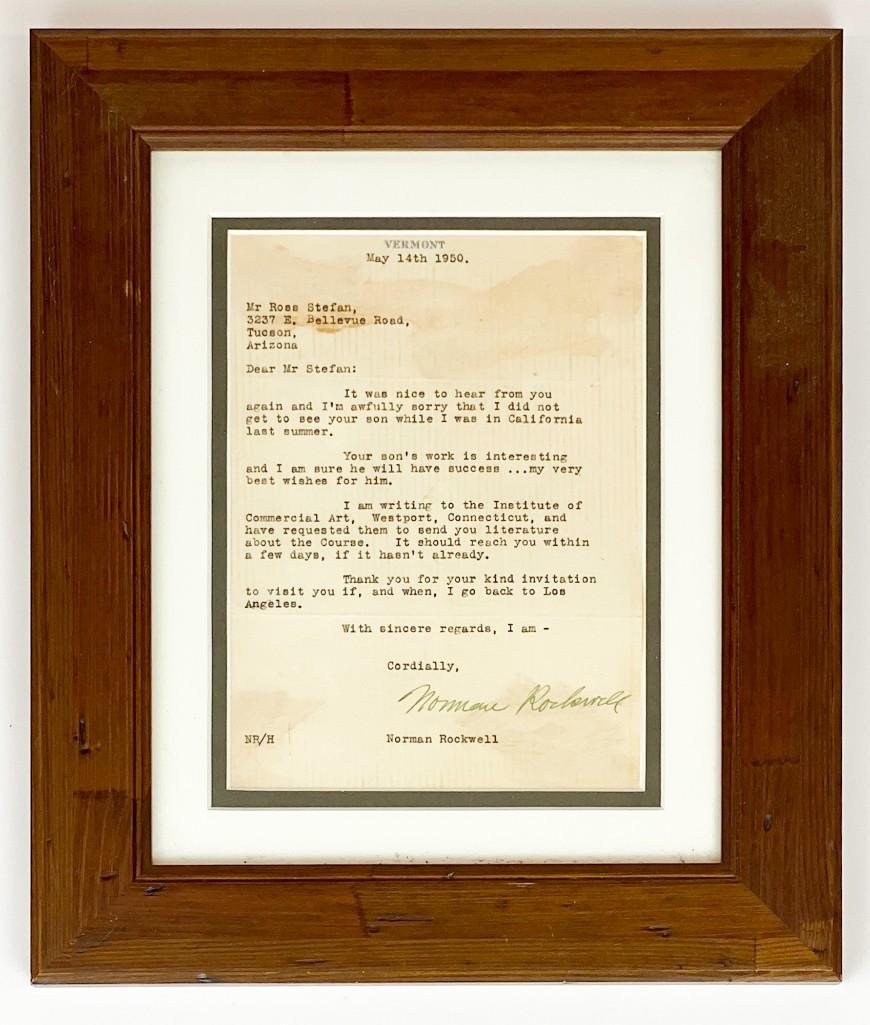 VERMONT
May 14th 1950.
Mr Ross Stefan,
3237 E. Bellevue Road,
Tucson,
Arizona
Dear Mr Stefan:
It was nice to hear from you
again and I'm awfully sorry that I did not
get to see your son while I was in California
last summer.
Your son's work is interesting
and I am sure he will have success ...my very
best wishes for him.
I am writing to the Institute of
Commercial Art, Westport, Connecticut, and
have requested them to send you literature
about the Course. It should reach you within
a few days, if it hasn't already.
Thank you for your kind invitation
to visit you if, and when, I go back to Los
Angeles.
With sincere regards, I am -
Cordially,
Norman Rockwell
NR/H Norman Rockwell